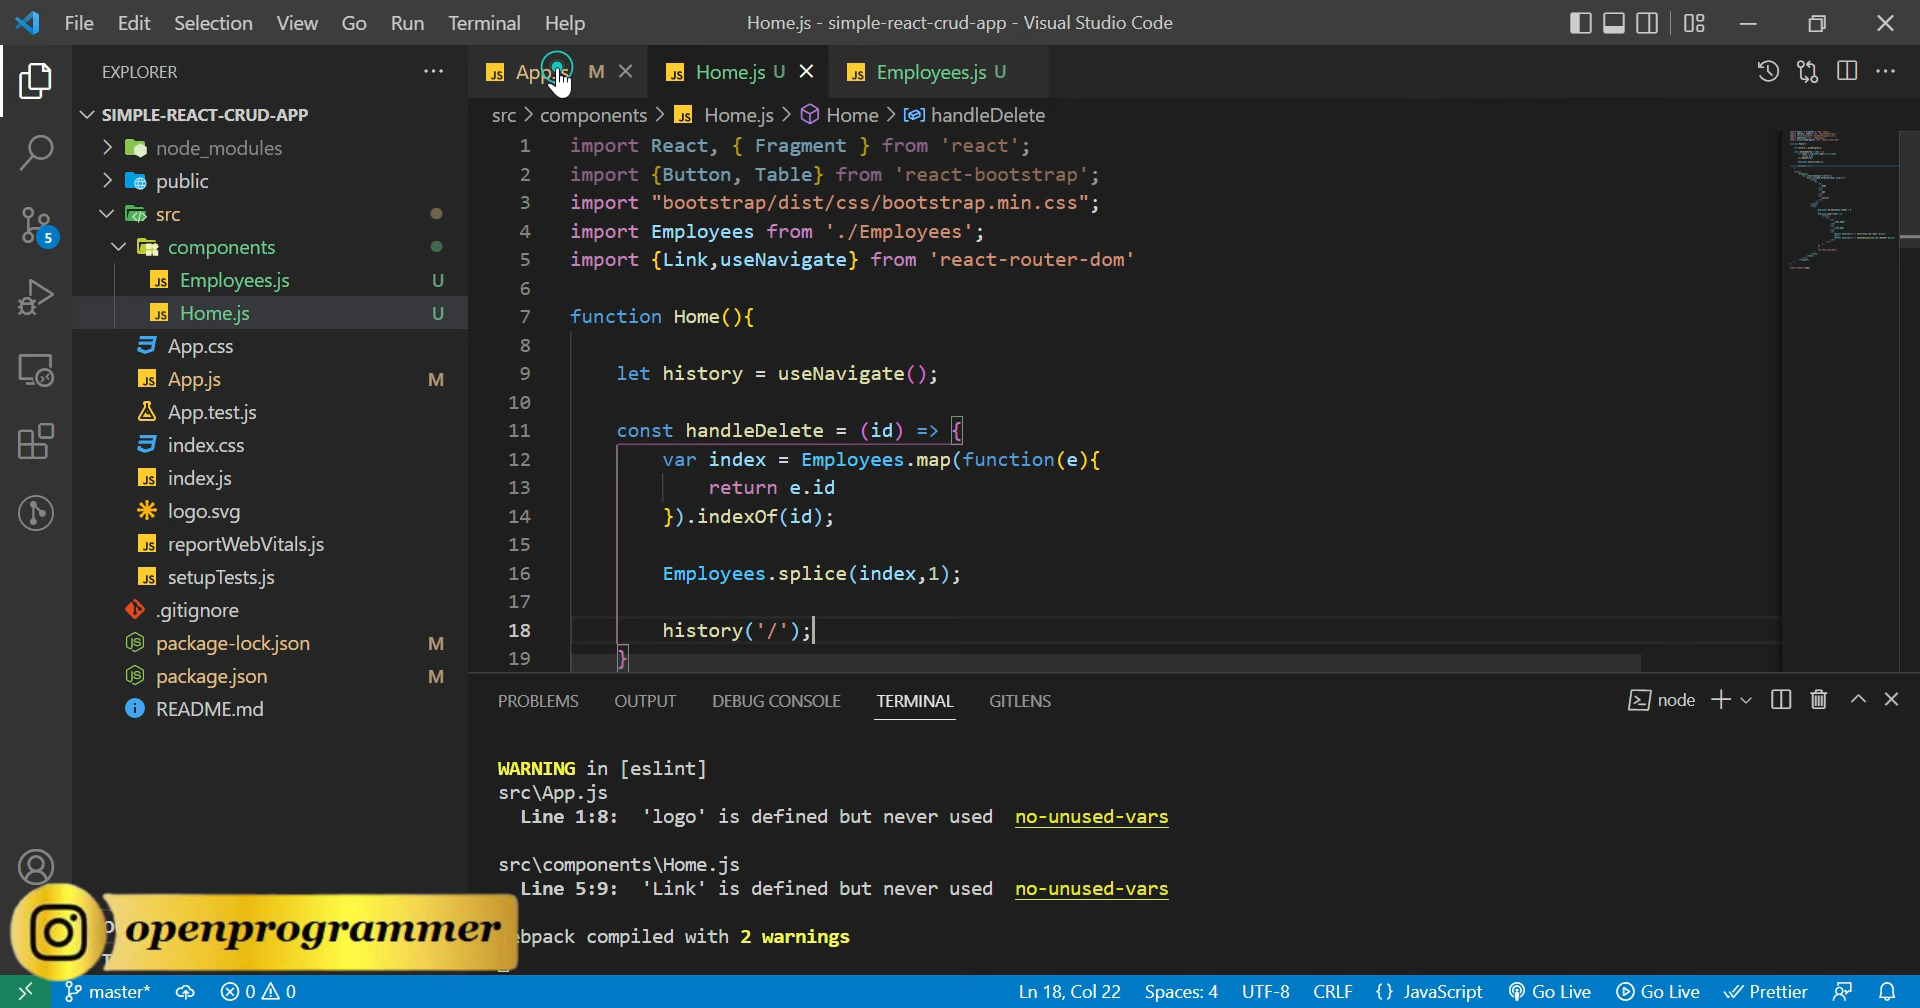 File Edit Selection View Go Run Terminal Help Home.js - simple-react-crud-app - Visual Studio Code
EXPLORER
SIMPLE-REACT-CRUD-APP
node_modules
public
src
components
Employees.js U
Home.js U
App.css
App.js M
App.test.js
index.css
index.js
logo.svg
reportWebVitals.js
setupTests.js
.gitignore
package-lock.json M
package.json M
README.md
App.js M Home.js U Employees.js U
src > components > Home.js > Home > handleDelete
1 import React, { Fragment } from 'react';
2 import {Button, Table} from 'react-bootstrap';
3 import "bootstrap/dist/css/bootstrap.min.css";
4 import Employees from './Employees';
5 import {Link,useNavigate} from 'react-router-dom'
6
7 function Home(){
8
9 let history = useNavigate();
10
11 const handleDelete = (id) => {
12 var index = Employees.map(function(e){
13 return e.id
14 }).indexOf(id);
15
16 Employees.splice(index,1);
17
18 history('/');
19 }
PROBLEMS OUTPUT DEBUG CONSOLE TERMINAL GITLENS node
WARNING in [eslint]
src\App.js
Line 1:8: 'logo' is defined but never used no-unused-vars
src\components\Home.js
Line 5:9: 'Link' is defined but never used no-unused-vars
ebpack compiled with 2 warnings
openprogrammer
5
master* 0 0 Ln 18, Col 22 Spaces: 4 UTF-8 CRLF {} JavaScript Go Live Go Live Prettier